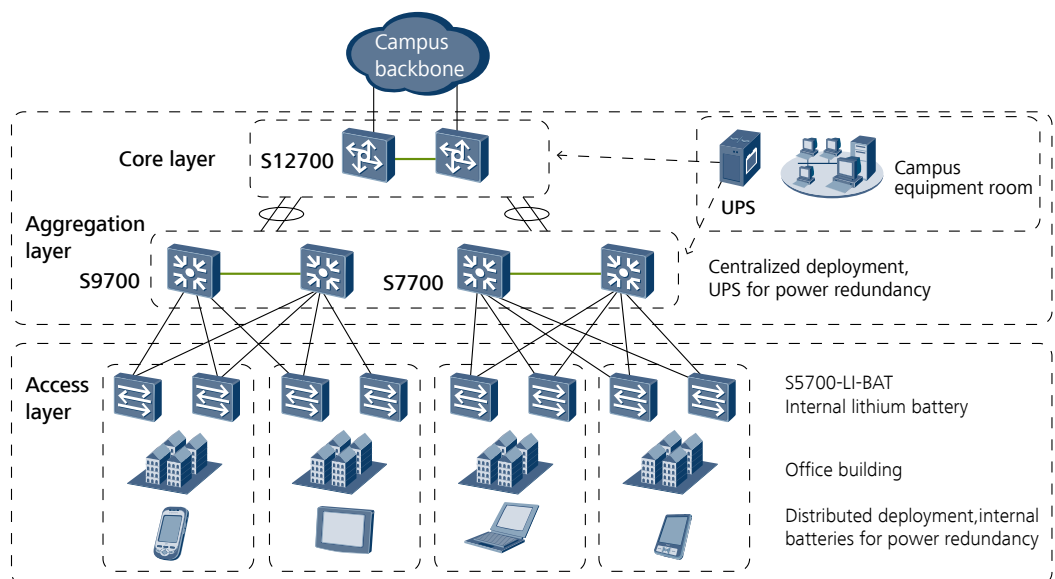 Campus
backbone
Core layer
S12700
UPS
Campus
equipment room
Aggregation
layer
S9700
S7700
Centralized deployment,
UPS for power redundancy
Access
layer
S5700-LI-BAT
Internal lithium battery
Office building
Distributed deployment,internal
batteries for power redundancy